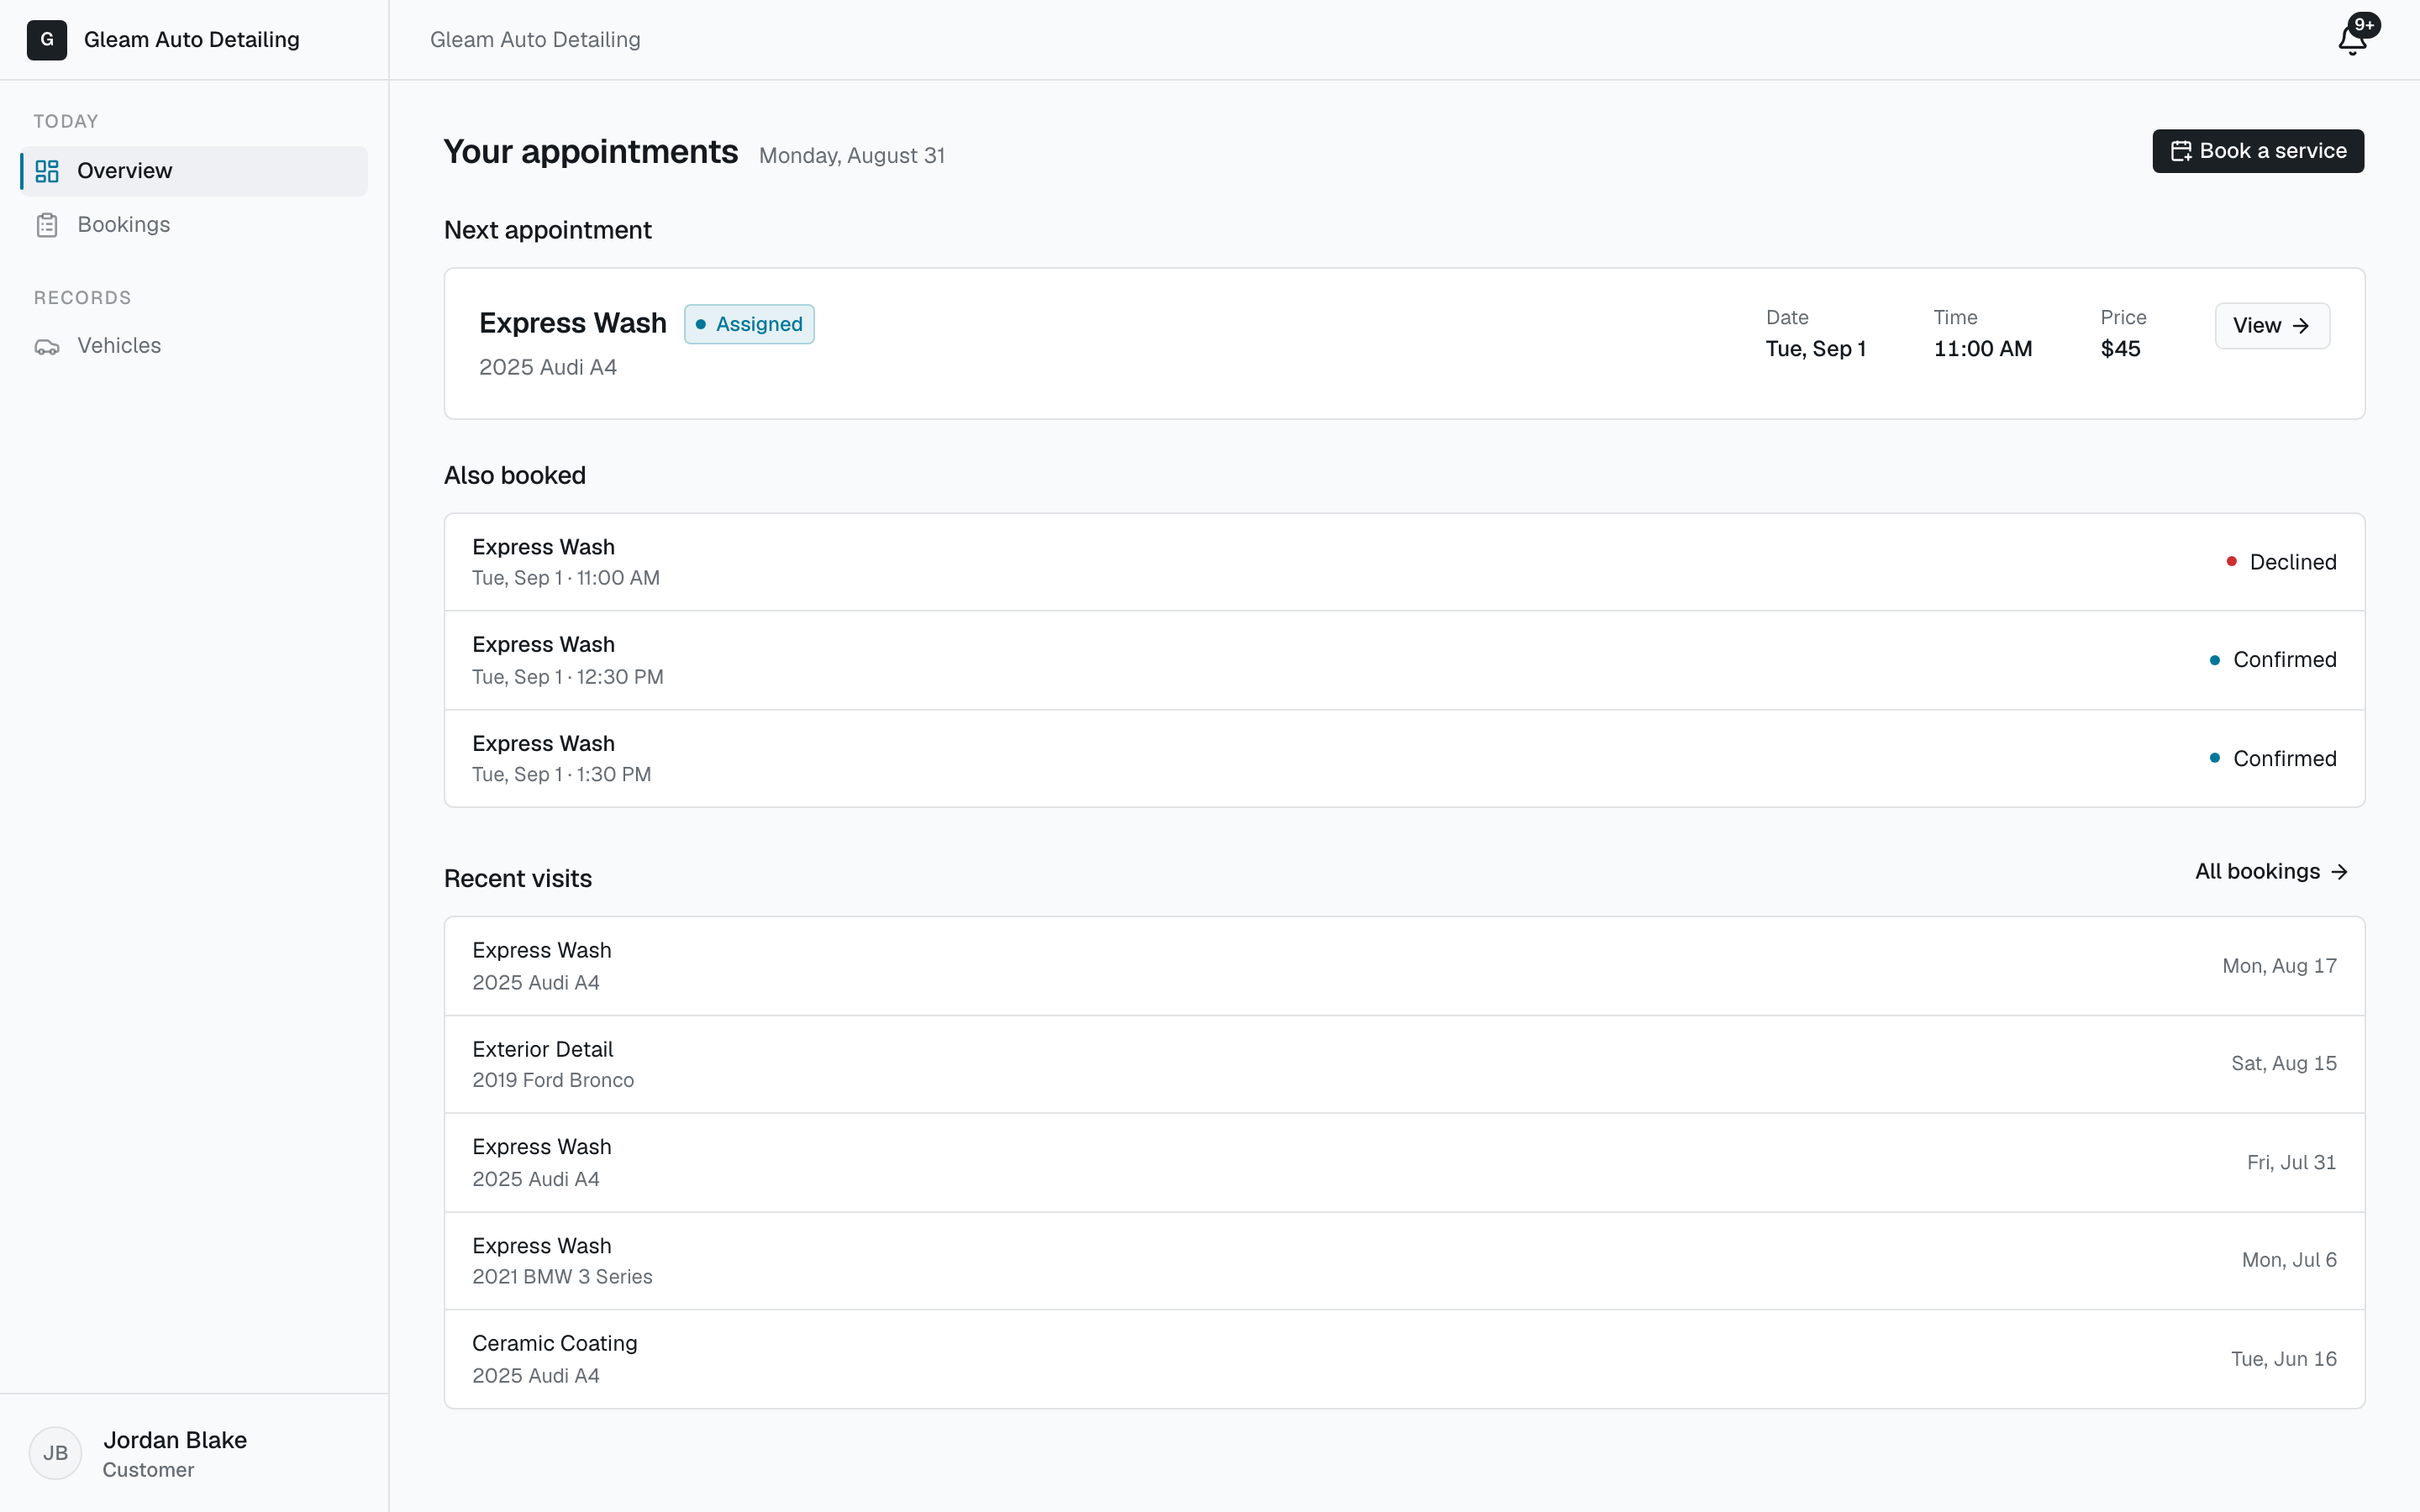 G
Gleam Auto Detailing
Gleam Auto Detailing
9+
TODAY
Overview
Bookings
RECORDS
Vehicles
Your appointments
Monday, August 31
Book a service
Next appointment
Express Wash
Assigned
2025 Audi A4
Date
Tue, Sep 1
Time
11:00 AM
Price
$45
View →
Also booked
Express Wash
Tue, Sep 1 · 11:00 AM
Declined
Express Wash
Tue, Sep 1 · 12:30 PM
Confirmed
Express Wash
Tue, Sep 1 · 1:30 PM
Confirmed
Recent visits
All bookings →
Express Wash
2025 Audi A4
Mon, Aug 17
Exterior Detail
2019 Ford Bronco
Sat, Aug 15
Express Wash
2025 Audi A4
Fri, Jul 31
Express Wash
2021 BMW 3 Series
Mon, Jul 6
Ceramic Coating
2025 Audi A4
Tue, Jun 16
JB
Jordan Blake
Customer